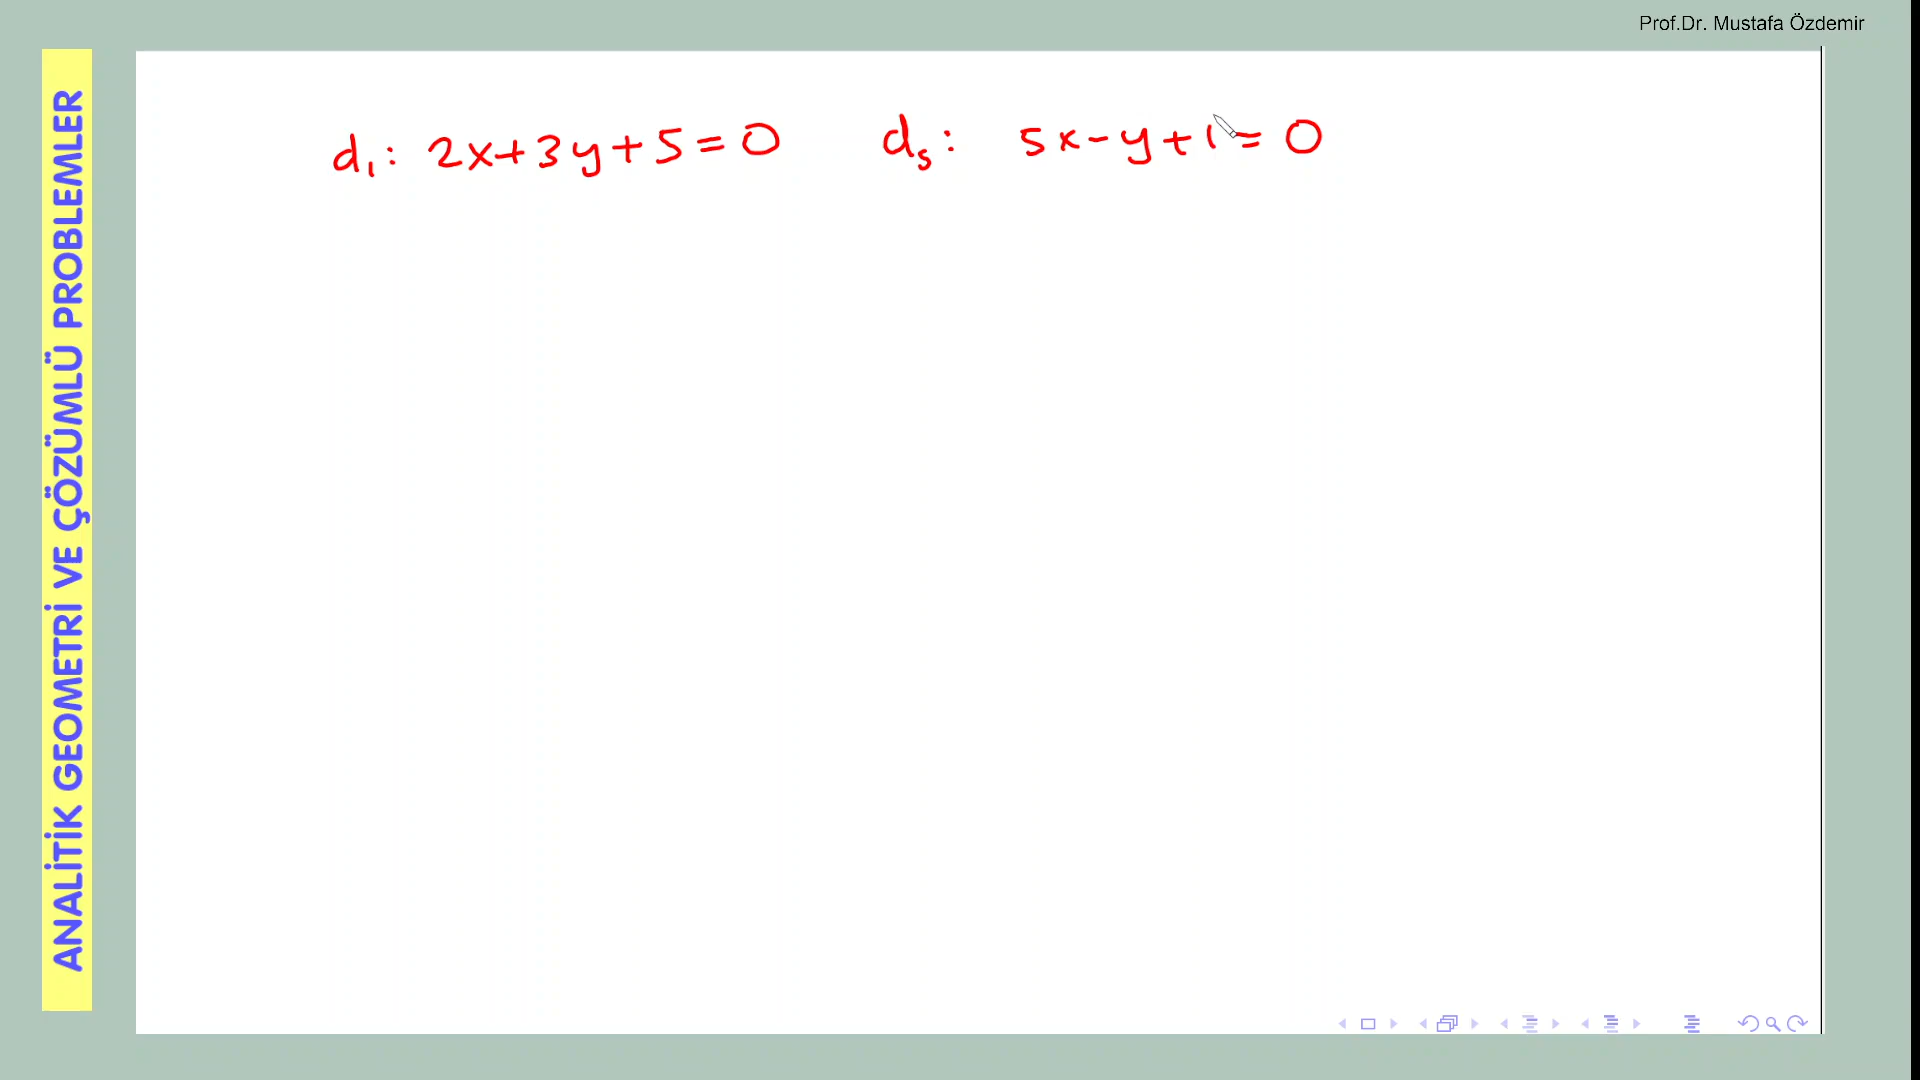 Prof.Dr. Mustafa Özdemir
ANALİTİK GEOMETRİ VE ÇÖZÜMLÜ PROBLEMLER
d₁: 2x+3y+5=0 d₅: 5x-y+1=0